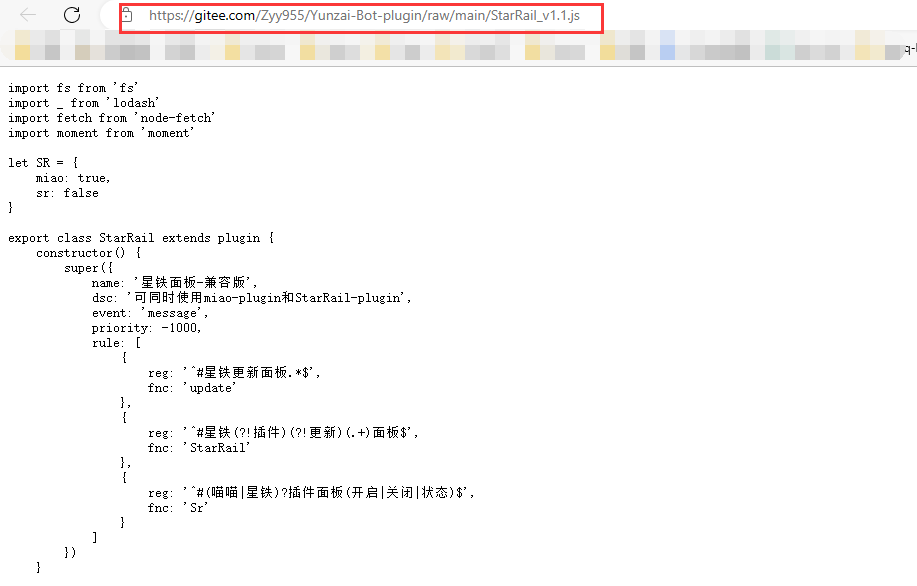 https://gitee.com/Zyy955/Yunzai-Bot-plugin/raw/main/StarRail_v1.1.js
import fs from 'fs'
import _ from 'lodash'
import fetch from 'node-fetch'
import moment from 'moment'
let SR = {
    miao: true,
    sr: false
}
export class StarRail extends plugin {
    constructor() {
        super({
            name: '星铁面板-兼容版',
            dsc: '可同时使用miao-plugin和StarRail-plugin',
            event: 'message',
            priority: -1000,
            rule: [
                {
                    reg: '^#星铁更新面板.*$',
                    fnc: 'update'
                },
                {
                    reg: '^#星铁(?!插件)(?!更新)(.+)面板$',
                    fnc: 'StarRail'
                },
                {
                    reg: '^#(喵喵|星铁)?插件面板(开启|关闭|状态)$',
                    fnc: 'Sr'
                }
            ]
        })
    }